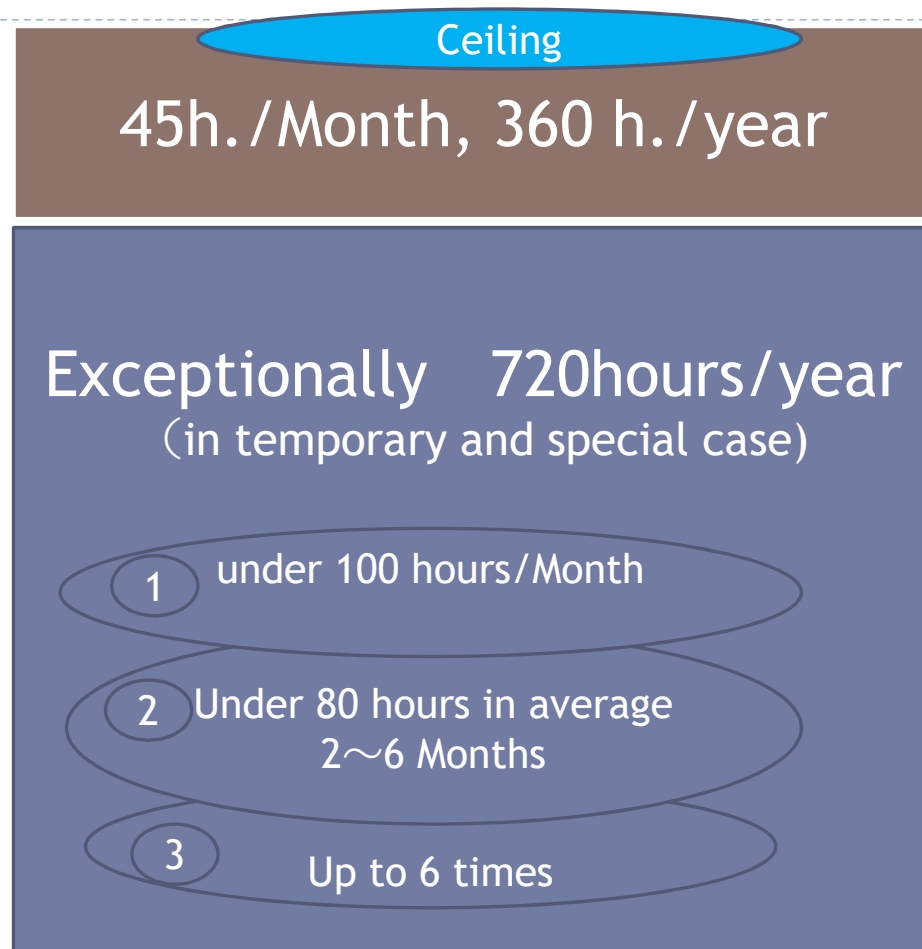 Ceiling
45h./Month, 360 h./year
Exceptionally　720hours/year
（in temporary and special case)
1 under 100 hours/Month
2 Under 80 hours in average
2～6 Months
3 Up to 6 times